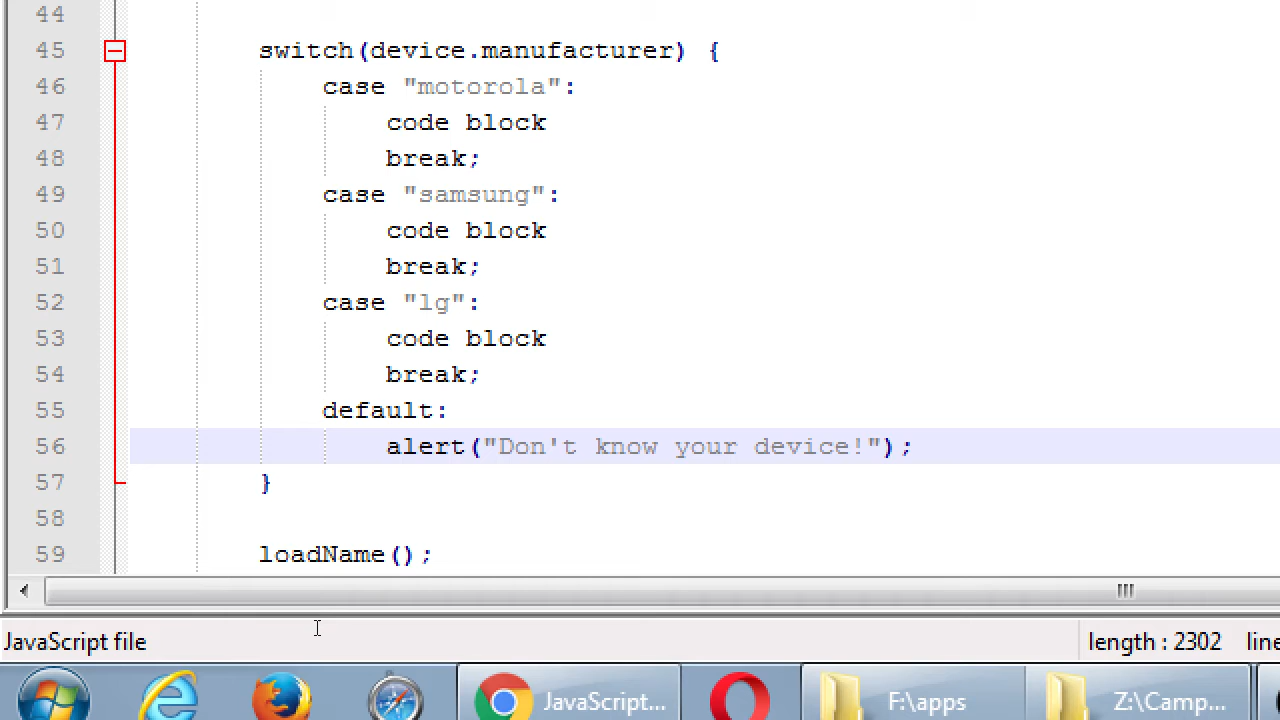 44
45 switch(device.manufacturer) {
46 case "motorola":
47 code block
48 break;
49 case "samsung":
50 code block
51 break;
52 case "lg":
53 code block
54 break;
55 default:
56 alert("Don't know your device!");
57 }
58
59 loadName();
JavaScript file length : 2302 line
JavaScript... F:\apps Z:\Camp...